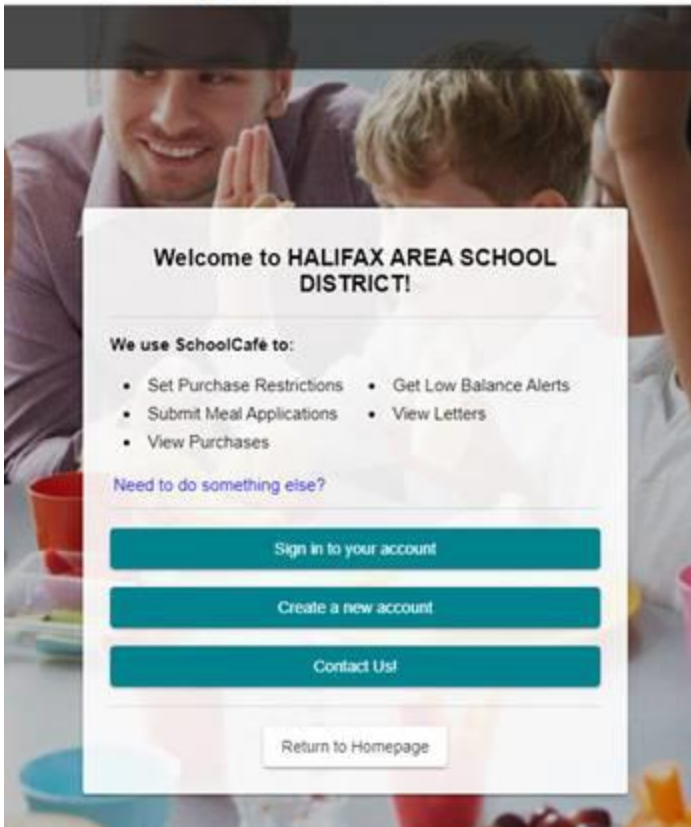 Welcome to HALIFAX AREA SCHOOL
DISTRICT!
We use SchoolCafé to:
• Set Purchase Restrictions
• Submit Meal Applications
• View Purchases
• Get Low Balance Alerts
• View Letters
Need to do something else?
Sign in to your account
Create a new account
Contact Us!
Return to Homepage